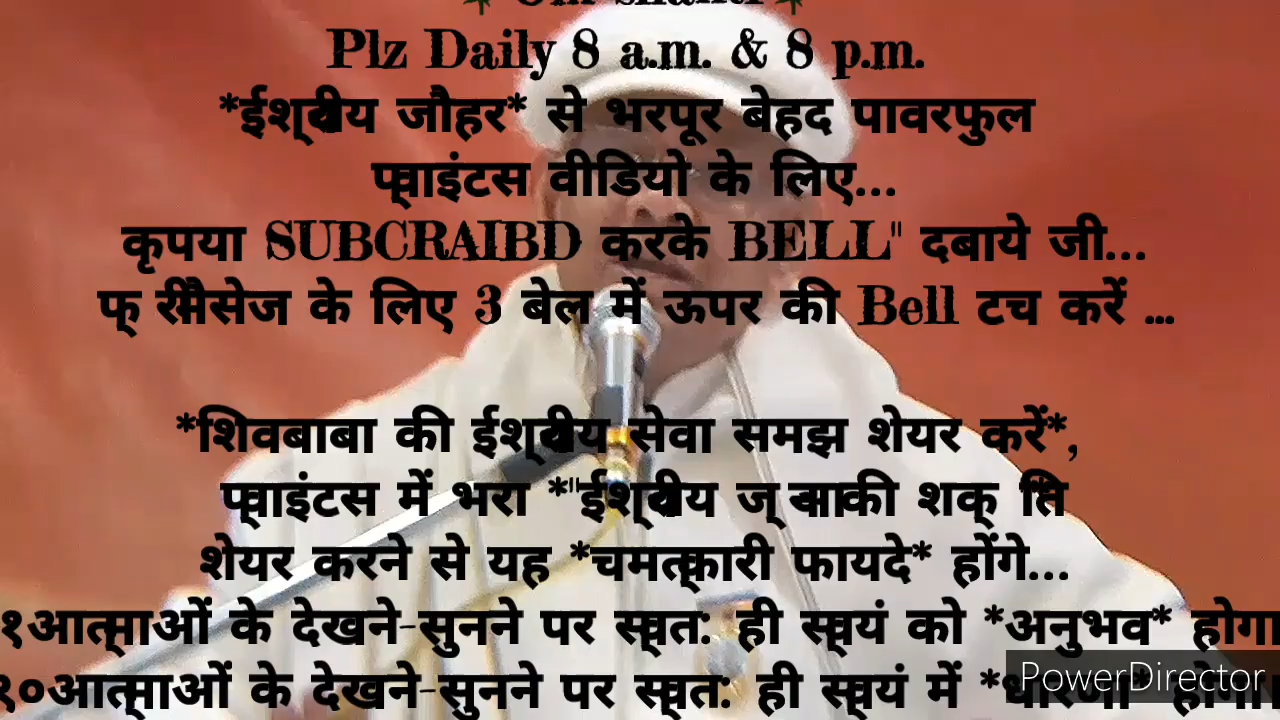 Plz Daily 8 a.m. & 8 p.m.
*ईश्वरीय जौहर* से भरपूर बेहद पावरफुल
प्वाइंटस वीडियो के लिए...
कृपया SUBCRAIBD करके BELL" दबाये जी...
फ्री मैसेज के लिए 3 बेल में ऊपर की Bell टच करें ...
*शिवबाबा की ईश्वरीय सेवा समझ शेयर करें*,
प्वाइंटस में भरा *"ईश्वरीय ज्ञान की शक्ति
शेयर करने से यह *चमत्कारी फायदे* होंगे...
१आत्माओं के देखने-सुनने पर स्वत: ही स्वयं को *अनुभव* होगा
१०आत्माओं के देखने-सुनने पर स्वत: ही स्वयं में *धारणा* होगा
PowerDirector